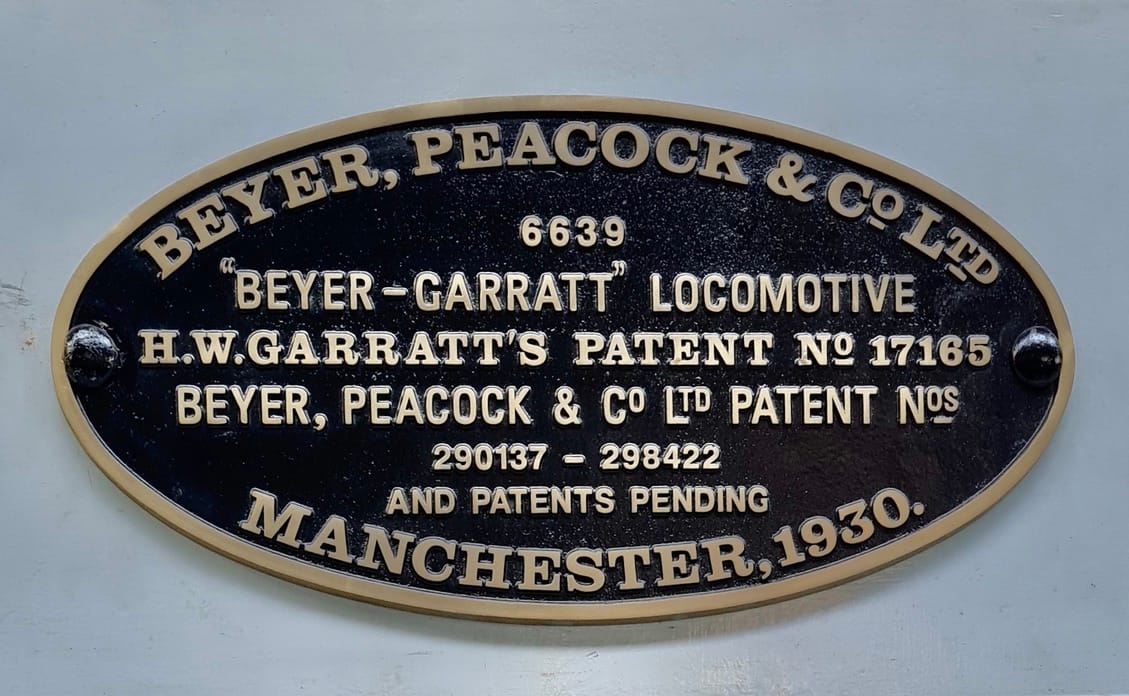 BEYER, PEACOCK & Cº LTD
6639
"BEYER-GARRATT" LOCOMOTIVE
H.W.GARRATT'S PATENT Nº 17165
BEYER, PEACOCK & Cº LTD PATENT NOS
290137 - 298422
AND PATENTS PENDING
MANCHESTER, 1930.